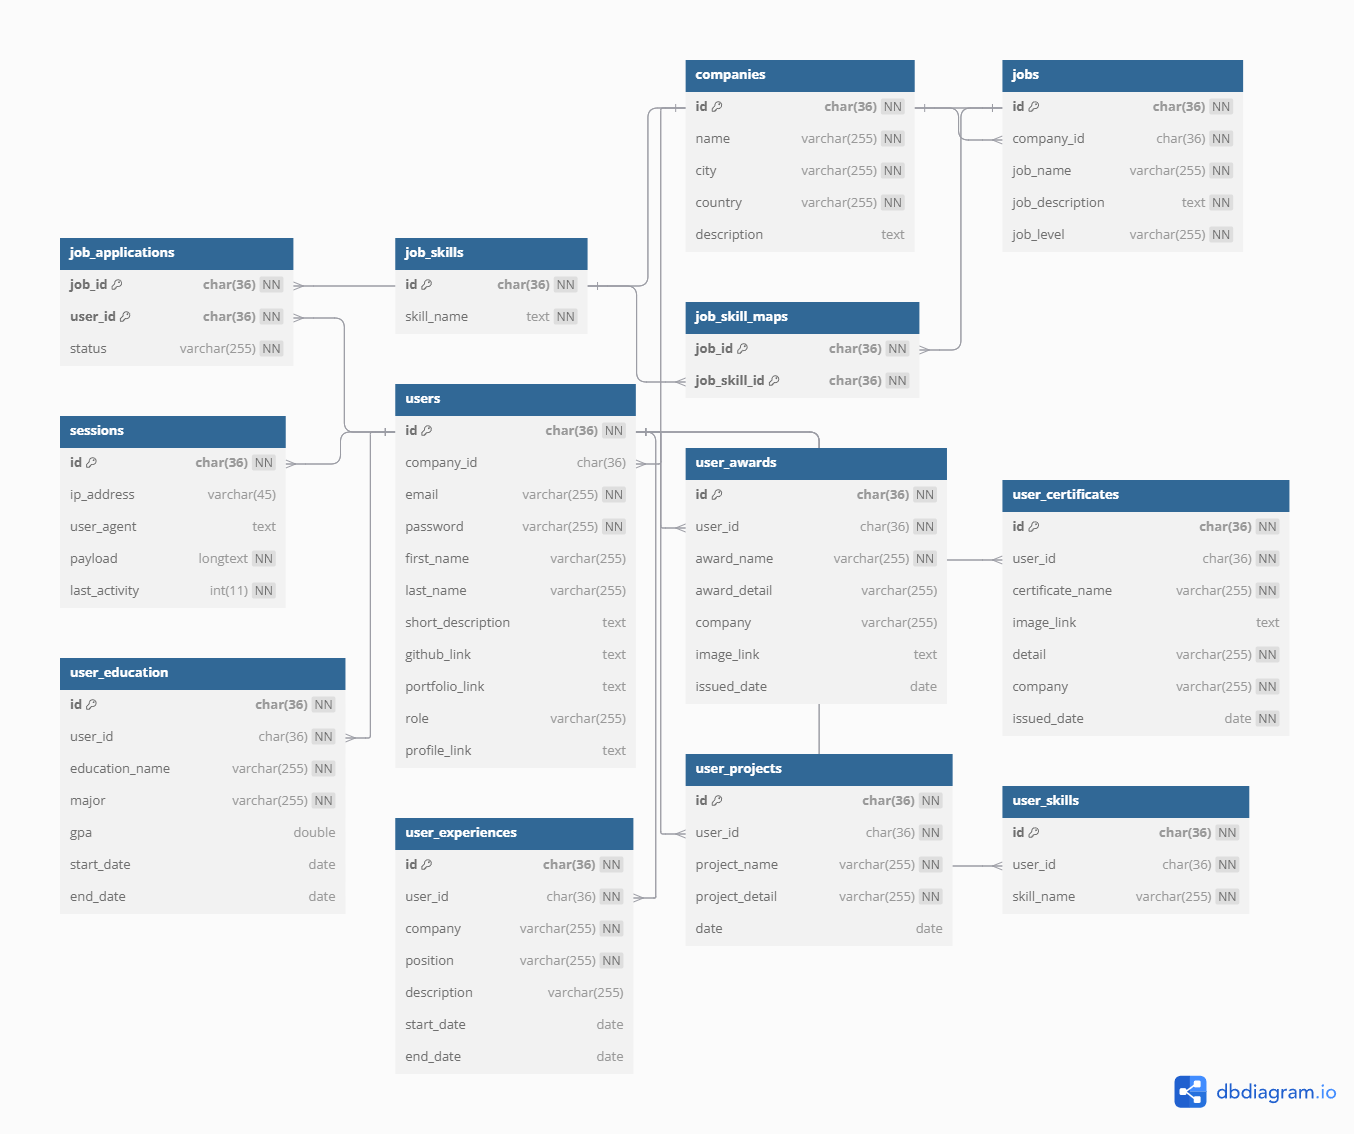 companies
id char(36) NN
name varchar(255) NN
city varchar(255) NN
country varchar(255) NN
description text
jobs
id char(36) NN
company_id char(36) NN
job_name varchar(255) NN
job_description text NN
job_level varchar(255) NN
job_applications
job_id char(36) NN
user_id char(36) NN
status varchar(255) NN
job_skills
id char(36) NN
skill_name text NN
job_skill_maps
job_id char(36) NN
job_skill_id char(36) NN
sessions
id char(36) NN
ip_address varchar(45)
user_agent text
payload longtext NN
last_activity int(11) NN
users
id char(36) NN
company_id char(36)
email varchar(255) NN
password varchar(255) NN
first_name varchar(255)
last_name varchar(255)
short_description text
github_link text
portfolio_link text
role varchar(255)
profile_link text
user_awards
id char(36) NN
user_id char(36) NN
award_name varchar(255) NN
award_detail varchar(255)
company varchar(255)
image_link text
issued_date date
user_certificates
id char(36) NN
user_id char(36) NN
certificate_name varchar(255) NN
image_link text
detail varchar(255) NN
company varchar(255) NN
issued_date date NN
user_education
id char(36) NN
user_id char(36) NN
education_name varchar(255) NN
major varchar(255) NN
gpa double
start_date date
end_date date
user_experiences
id char(36) NN
user_id char(36) NN
company varchar(255) NN
position varchar(255) NN
description varchar(255)
start_date date
end_date date
user_projects
id char(36) NN
user_id char(36) NN
project_name varchar(255) NN
project_detail varchar(255) NN
date date
user_skills
id char(36) NN
user_id char(36) NN
skill_name varchar(255) NN
dbdiagram.io